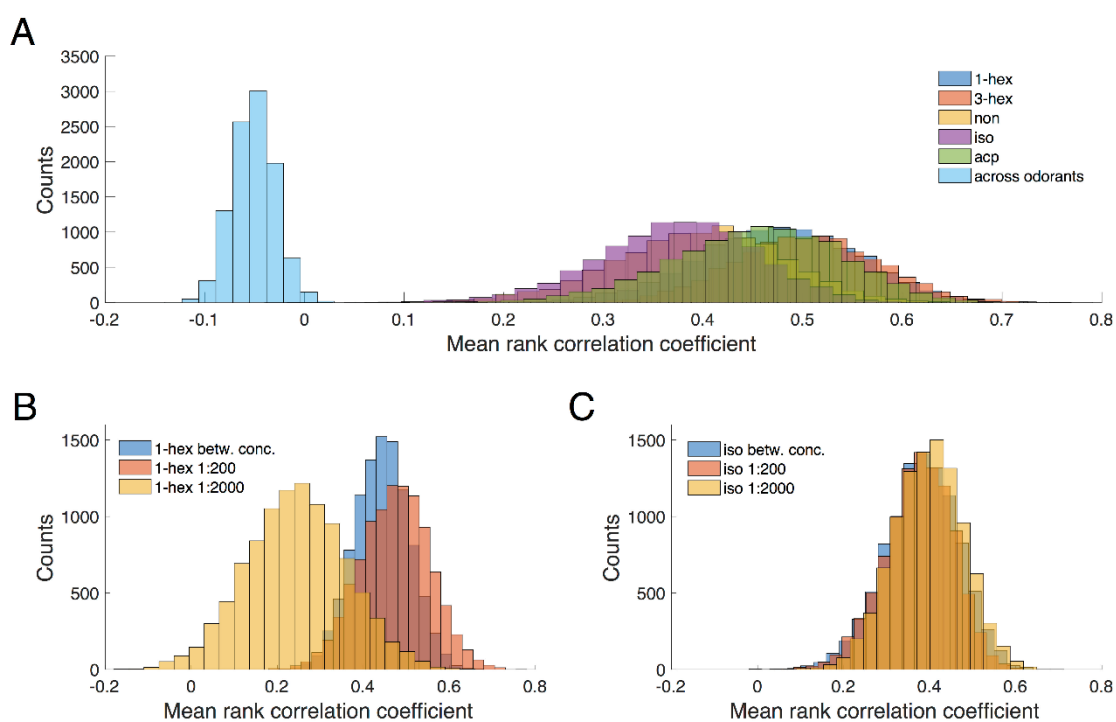 A
3500
3000
2500
2000
1500
1000
500
0
Counts
-0.2 -0.1 0 0.1 0.2 0.3 0.4 0.5 0.6 0.7 0.8
Mean rank correlation coefficient
1-hex
3-hex
non
iso
acp
across odorants
B
1500
1000
500
0
Counts
-0.2 0 0.2 0.4 0.6 0.8
Mean rank correlation coefficient
1-hex betw. conc.
1-hex 1:200
1-hex 1:2000
C
1500
1000
500
0
Counts
-0.2 0 0.2 0.4 0.6 0.8
Mean rank correlation coefficient
iso betw. conc.
iso 1:200
iso 1:2000